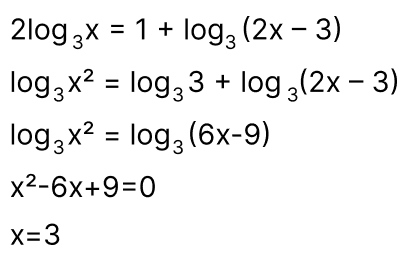 2log₃x = 1 + log₃(2x – 3)
log₃x² = log₃3 + log₃(2x – 3)
log₃x² = log₃(6x-9)
x²-6x+9=0
x=3